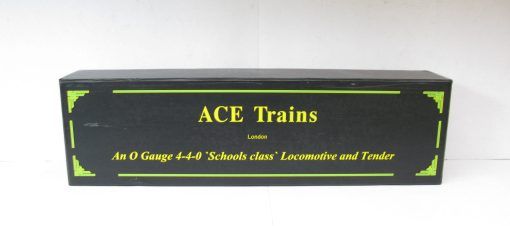 ACE Trains
London
An O Gauge 4-4-0 `Schools class` Locomotive and Tender